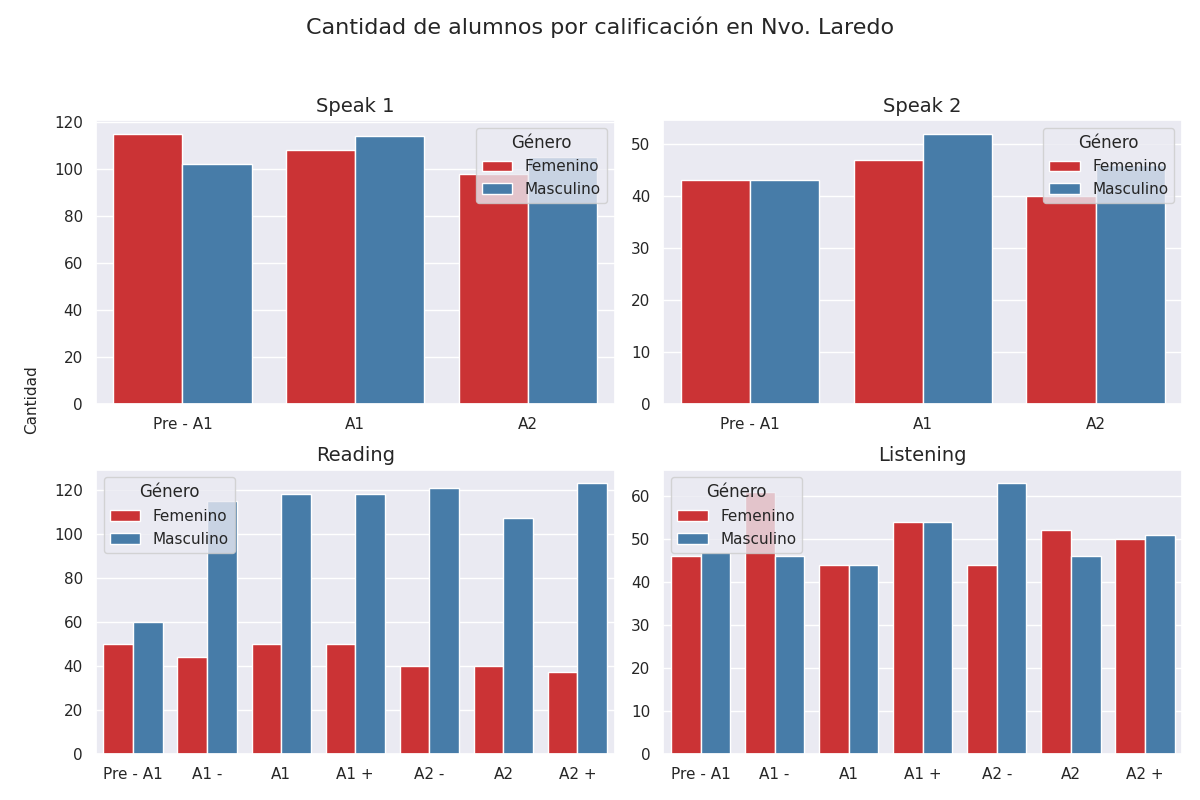 Cantidad de alumnos por calificación en Nvo. Laredo
Cantidad
Speak 1
120
100
80
60
40
20
0
Género
Femenino
Masculino
Pre - A1 A1 A2
Speak 2
50
40
30
20
10
0
Género
Femenino
Masculino
Pre - A1 A1 A2
Reading
120
100
80
60
40
20
0
Género
Femenino
Masculino
Pre - A1 A1 - A1 A1 + A2 - A2 A2 +
Listening
60
50
40
30
20
10
0
Género
Femenino
Masculino
Pre - A1 A1 - A1 A1 + A2 - A2 A2 +